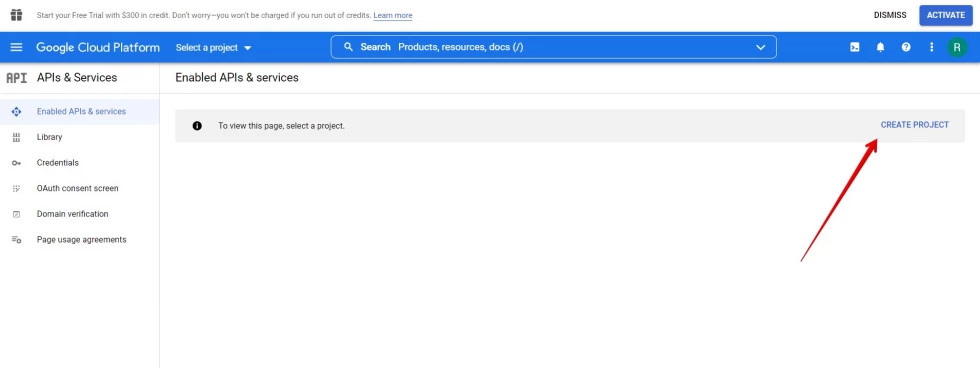 Start your Free Trial with $300 in credit. Don't worry—you won't be charged if you run out of credits. Learn more
DISMISS
ACTIVATE
Google Cloud Platform
Select a project
Search Products, resources, docs (/)
R
API APIs & Services
Enabled APIs & services
Enabled APIs & services
To view this page, select a project.
CREATE PROJECT
Library
Credentials
OAuth consent screen
Domain verification
Page usage agreements